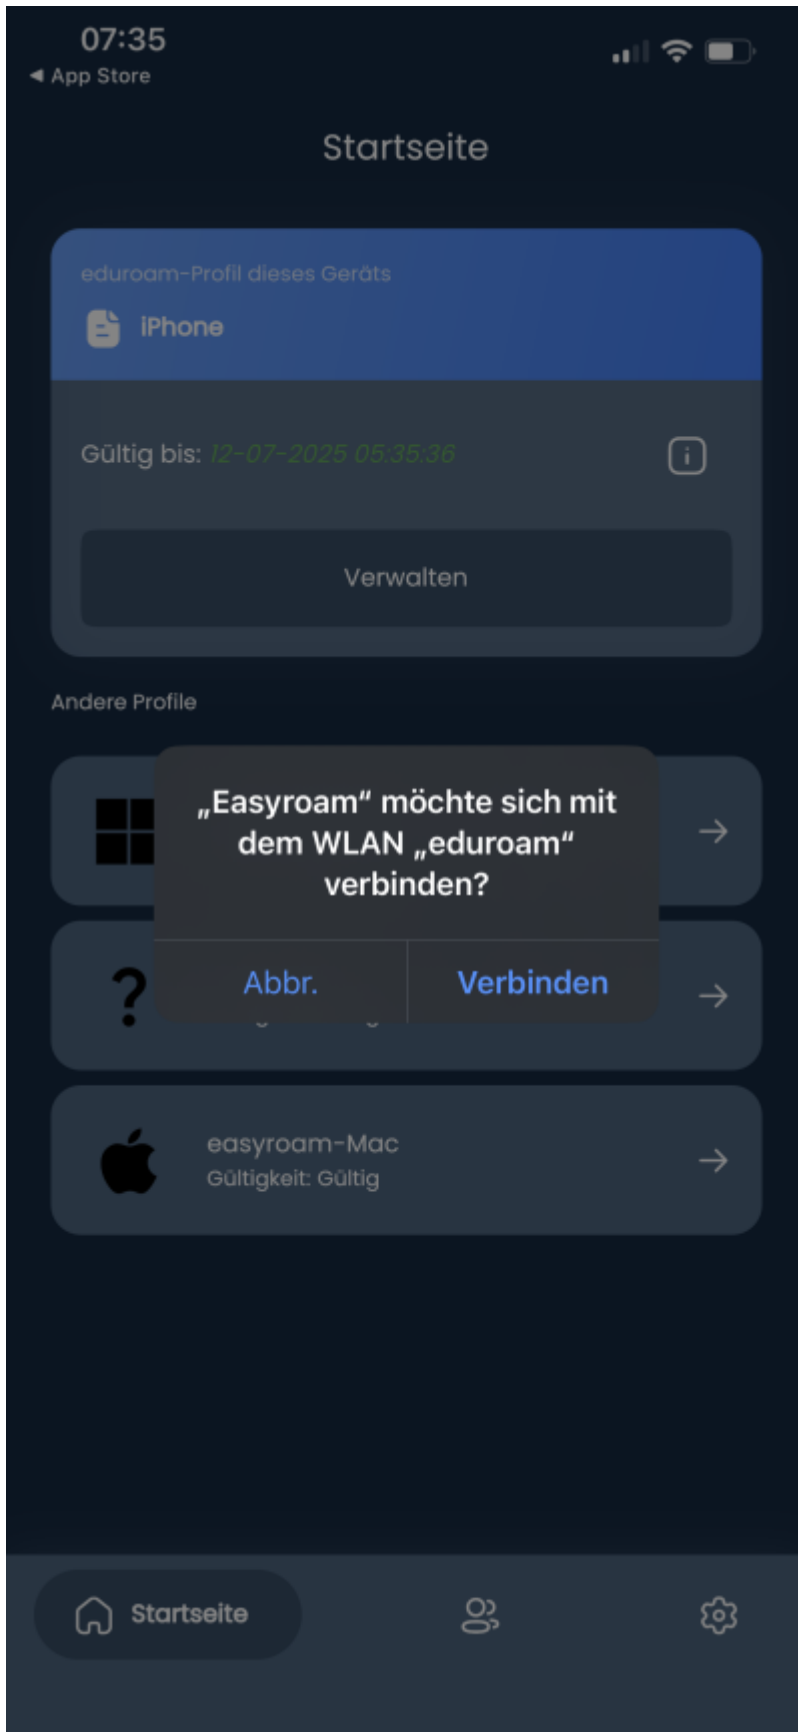 07:35
◀ App Store
Startseite
eduroam-Profil dieses Geräts
iPhone
Gültig bis: 12-07-2025 05:35:36
Verwalten
Andere Profile
„Easyroam“ möchte sich mit
dem WLAN „eduroam“
verbinden?
Abbr.
Verbinden
easyroam-Mac
Gültigkeit: Gültig
Startseite